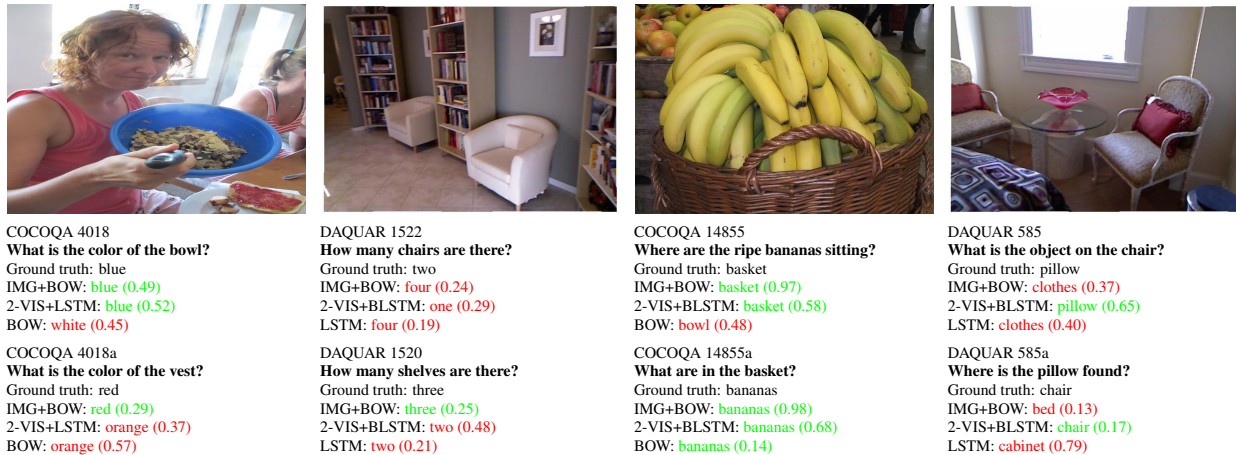 COCOQA 4018
What is the color of the bowl?
Ground truth: blue
IMG+BOW: blue (0.49)
2-VIS+LSTM: blue (0.52)
BOW: white (0.45)
COCOQA 4018a
What is the color of the vest?
Ground truth: red
IMG+BOW: red (0.29)
2-VIS+LSTM: orange (0.37)
BOW: orange (0.57)
DAQUAR 1522
How many chairs are there?
Ground truth: two
IMG+BOW: four (0.24)
2-VIS+BLSTM: one (0.29)
LSTM: four (0.19)
DAQUAR 1520
How many shelves are there?
Ground truth: three
IMG+BOW: three (0.25)
2-VIS+BLSTM: two (0.48)
LSTM: two (0.21)
COCOQA 14855
Where are the ripe bananas sitting?
Ground truth: basket
IMG+BOW: basket (0.97)
2-VIS+BLSTM: basket (0.58)
BOW: bowl (0.48)
COCOQA 14855a
What are in the basket?
Ground truth: bananas
IMG+BOW: bananas (0.98)
2-VIS+BLSTM: bananas (0.68)
BOW: bananas (0.14)
DAQUAR 585
What is the object on the chair?
Ground truth: pillow
IMG+BOW: clothes (0.37)
2-VIS+BLSTM: pillow (0.65)
LSTM: clothes (0.40)
DAQUAR 585a
Where is the pillow found?
Ground truth: chair
IMG+BOW: bed (0.13)
2-VIS+BLSTM: chair (0.17)
LSTM: cabinet (0.79)